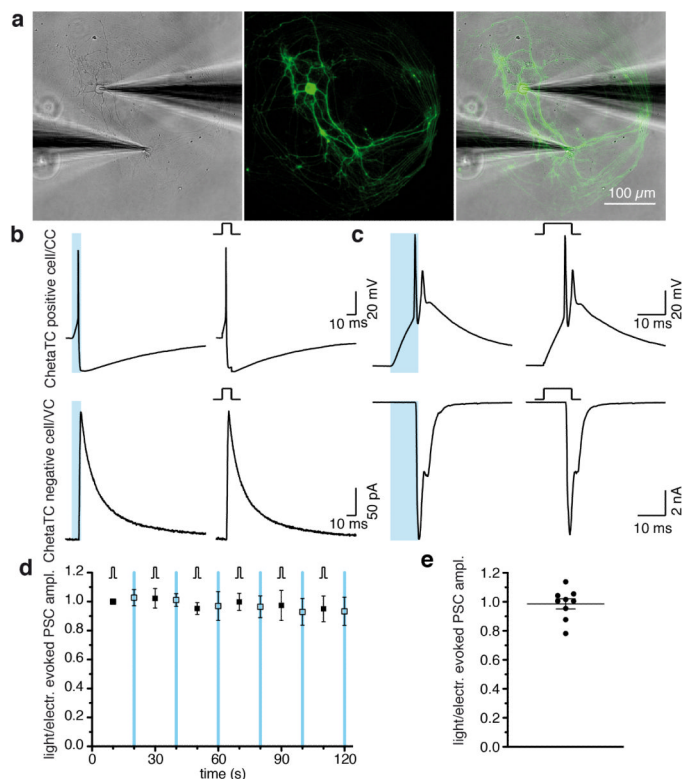 a
100 µm
b
c
ChetaTC positive cell/CC
20 mV
10 ms
20 mV
10 ms
ChetaTC negative cell/VC
50 pA
10 ms
2 nA
10 ms
d
e
light/electr. evoked PSC ampl.
1.2
1.0
0.8
0.6
0.4
0.2
0.0
0 30 60 90 120
time (s)
light/electr. evoked PSC ampl.
1.2
1.0
0.8
0.6
0.4
0.2
0.0